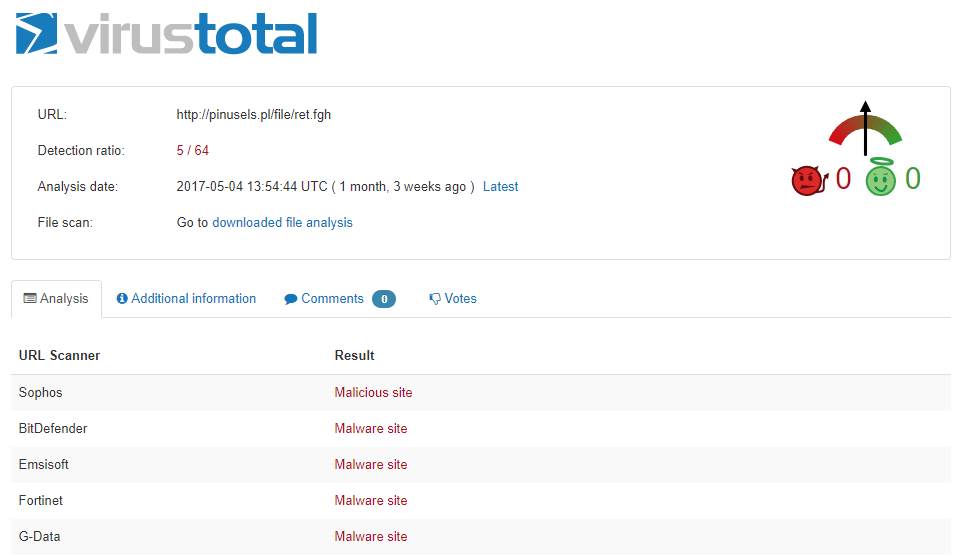 virustotal
URL: http://pinusels.pl/file/ret.fgh
Detection ratio: 5 / 64
Analysis date: 2017-05-04 13:54:44 UTC ( 1 month, 3 weeks ago ) Latest
File scan: Go to downloaded file analysis
0 0
Analysis Additional information Comments 0 Votes
URL Scanner Result
Sophos Malicious site
BitDefender Malware site
Emsisoft Malware site
Fortinet Malware site
G-Data Malware site